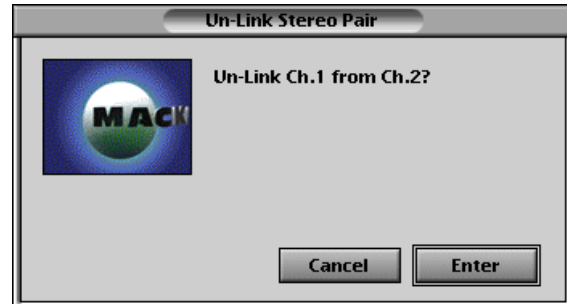 Un-Link Stereo Pair
Un-Link Ch.1 from Ch.2?
MACK
Cancel
Enter